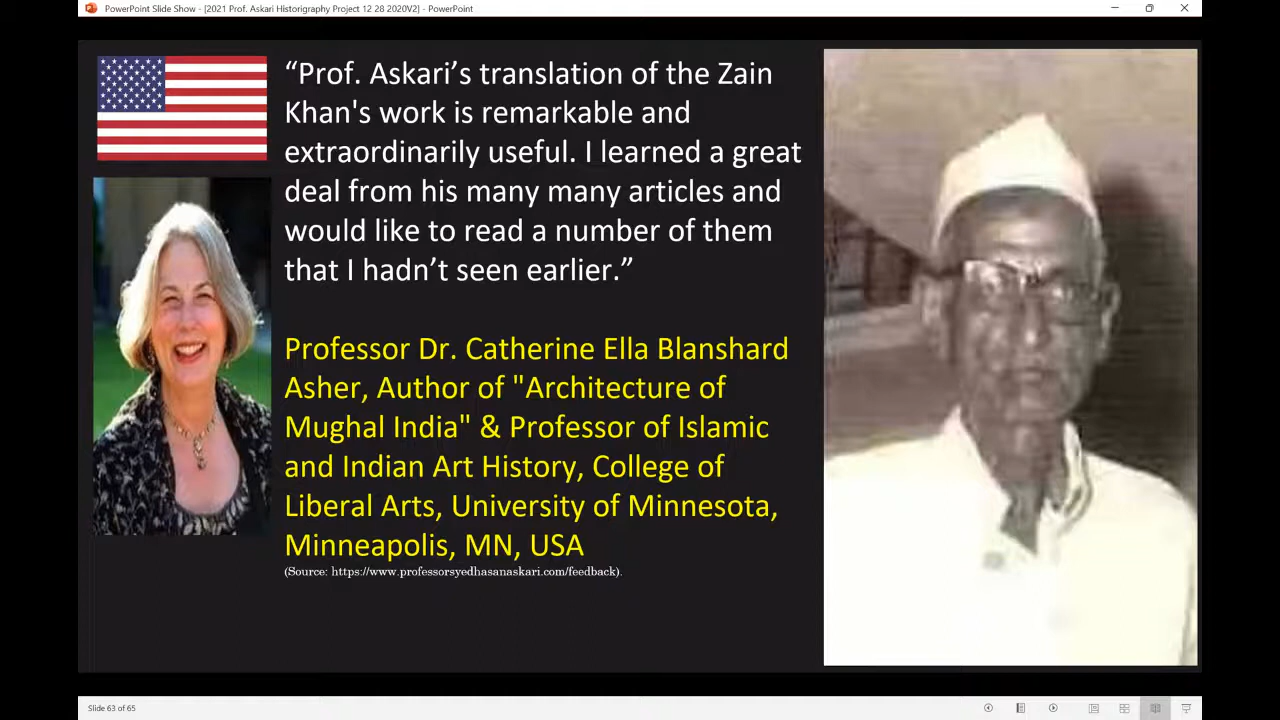 PowerPoint Slide Show - [2021 Prof. Askari Historigraphy Project 12 28 2020V2] - PowerPoint
“Prof. Askari’s translation of the Zain
Khan's work is remarkable and
extraordinarily useful. I learned a great
deal from his many many articles and
would like to read a number of them
that I hadn’t seen earlier.”
Professor Dr. Catherine Ella Blanshard
Asher, Author of "Architecture of
Mughal India" & Professor of Islamic
and Indian Art History, College of
Liberal Arts, University of Minnesota,
Minneapolis, MN, USA
(Source: https://www.professorsyedhasanaskari.com/feedback).
Slide 63 of 65